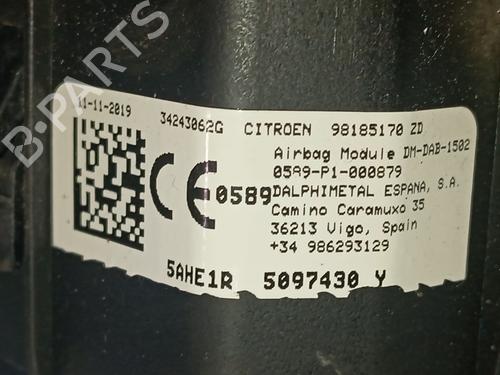 11-11-2019 34243062G CITROEN 98185170 ZD
Airbag Module DM-DAB-1502
0589-P1-000879
CE 0589 DALPHIMETAL ESPANA, S.A.
Camino Caramuxo 35
36213 Vigo, Spain
+34 986293129
5AHE1R 5097430 Y
B-PARTS